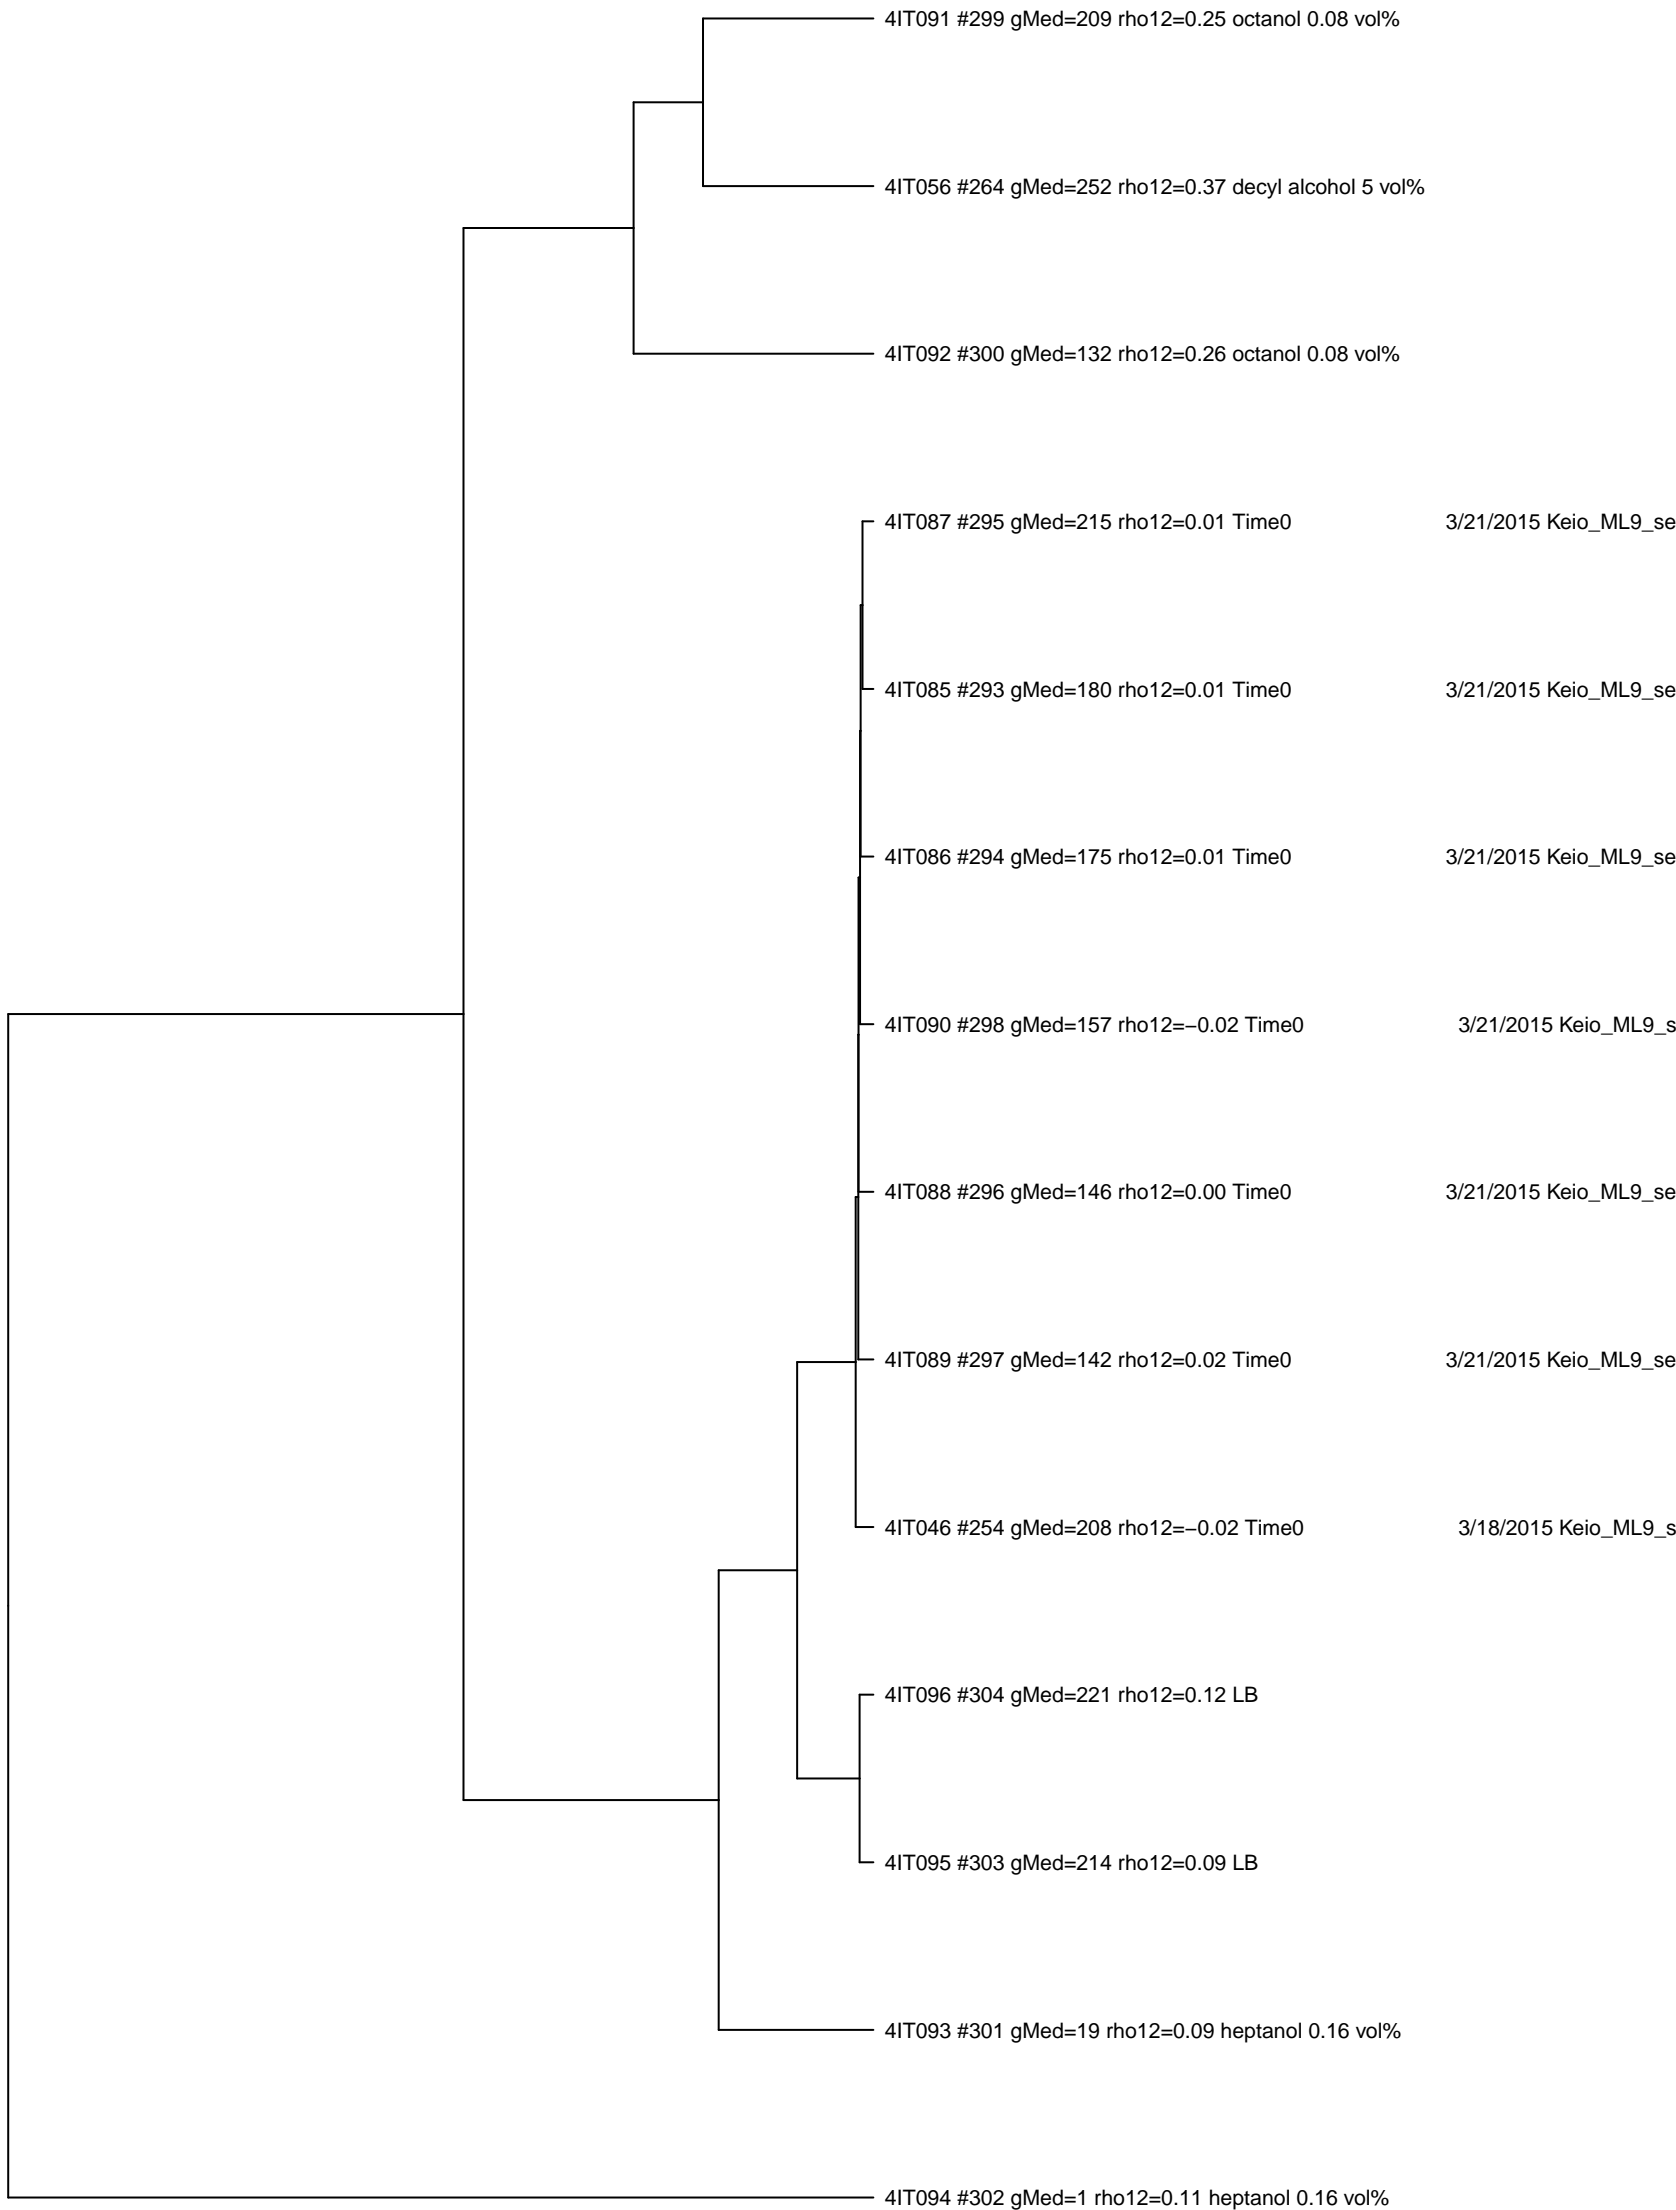 4IT091 #299 gMed=209 rho12=0.25 octanol 0.08 vol%
4IT056 #264 gMed=252 rho12=0.37 decyl alcohol 5 vol%
4IT092 #300 gMed=132 rho12=0.26 octanol 0.08 vol%
4IT087 #295 gMed=215 rho12=0.01 Time0 3/21/2015 Keio_ML9_se
4IT085 #293 gMed=180 rho12=0.01 Time0 3/21/2015 Keio_ML9_se
4IT086 #294 gMed=175 rho12=0.01 Time0 3/21/2015 Keio_ML9_se
4IT090 #298 gMed=157 rho12=−0.02 Time0 3/21/2015 Keio_ML9_s
4IT088 #296 gMed=146 rho12=0.00 Time0 3/21/2015 Keio_ML9_se
4IT089 #297 gMed=142 rho12=0.02 Time0 3/21/2015 Keio_ML9_se
4IT046 #254 gMed=208 rho12=−0.02 Time0 3/18/2015 Keio_ML9_s
4IT096 #304 gMed=221 rho12=0.12 LB
4IT095 #303 gMed=214 rho12=0.09 LB
4IT093 #301 gMed=19 rho12=0.09 heptanol 0.16 vol%
4IT094 #302 gMed=1 rho12=0.11 heptanol 0.16 vol%